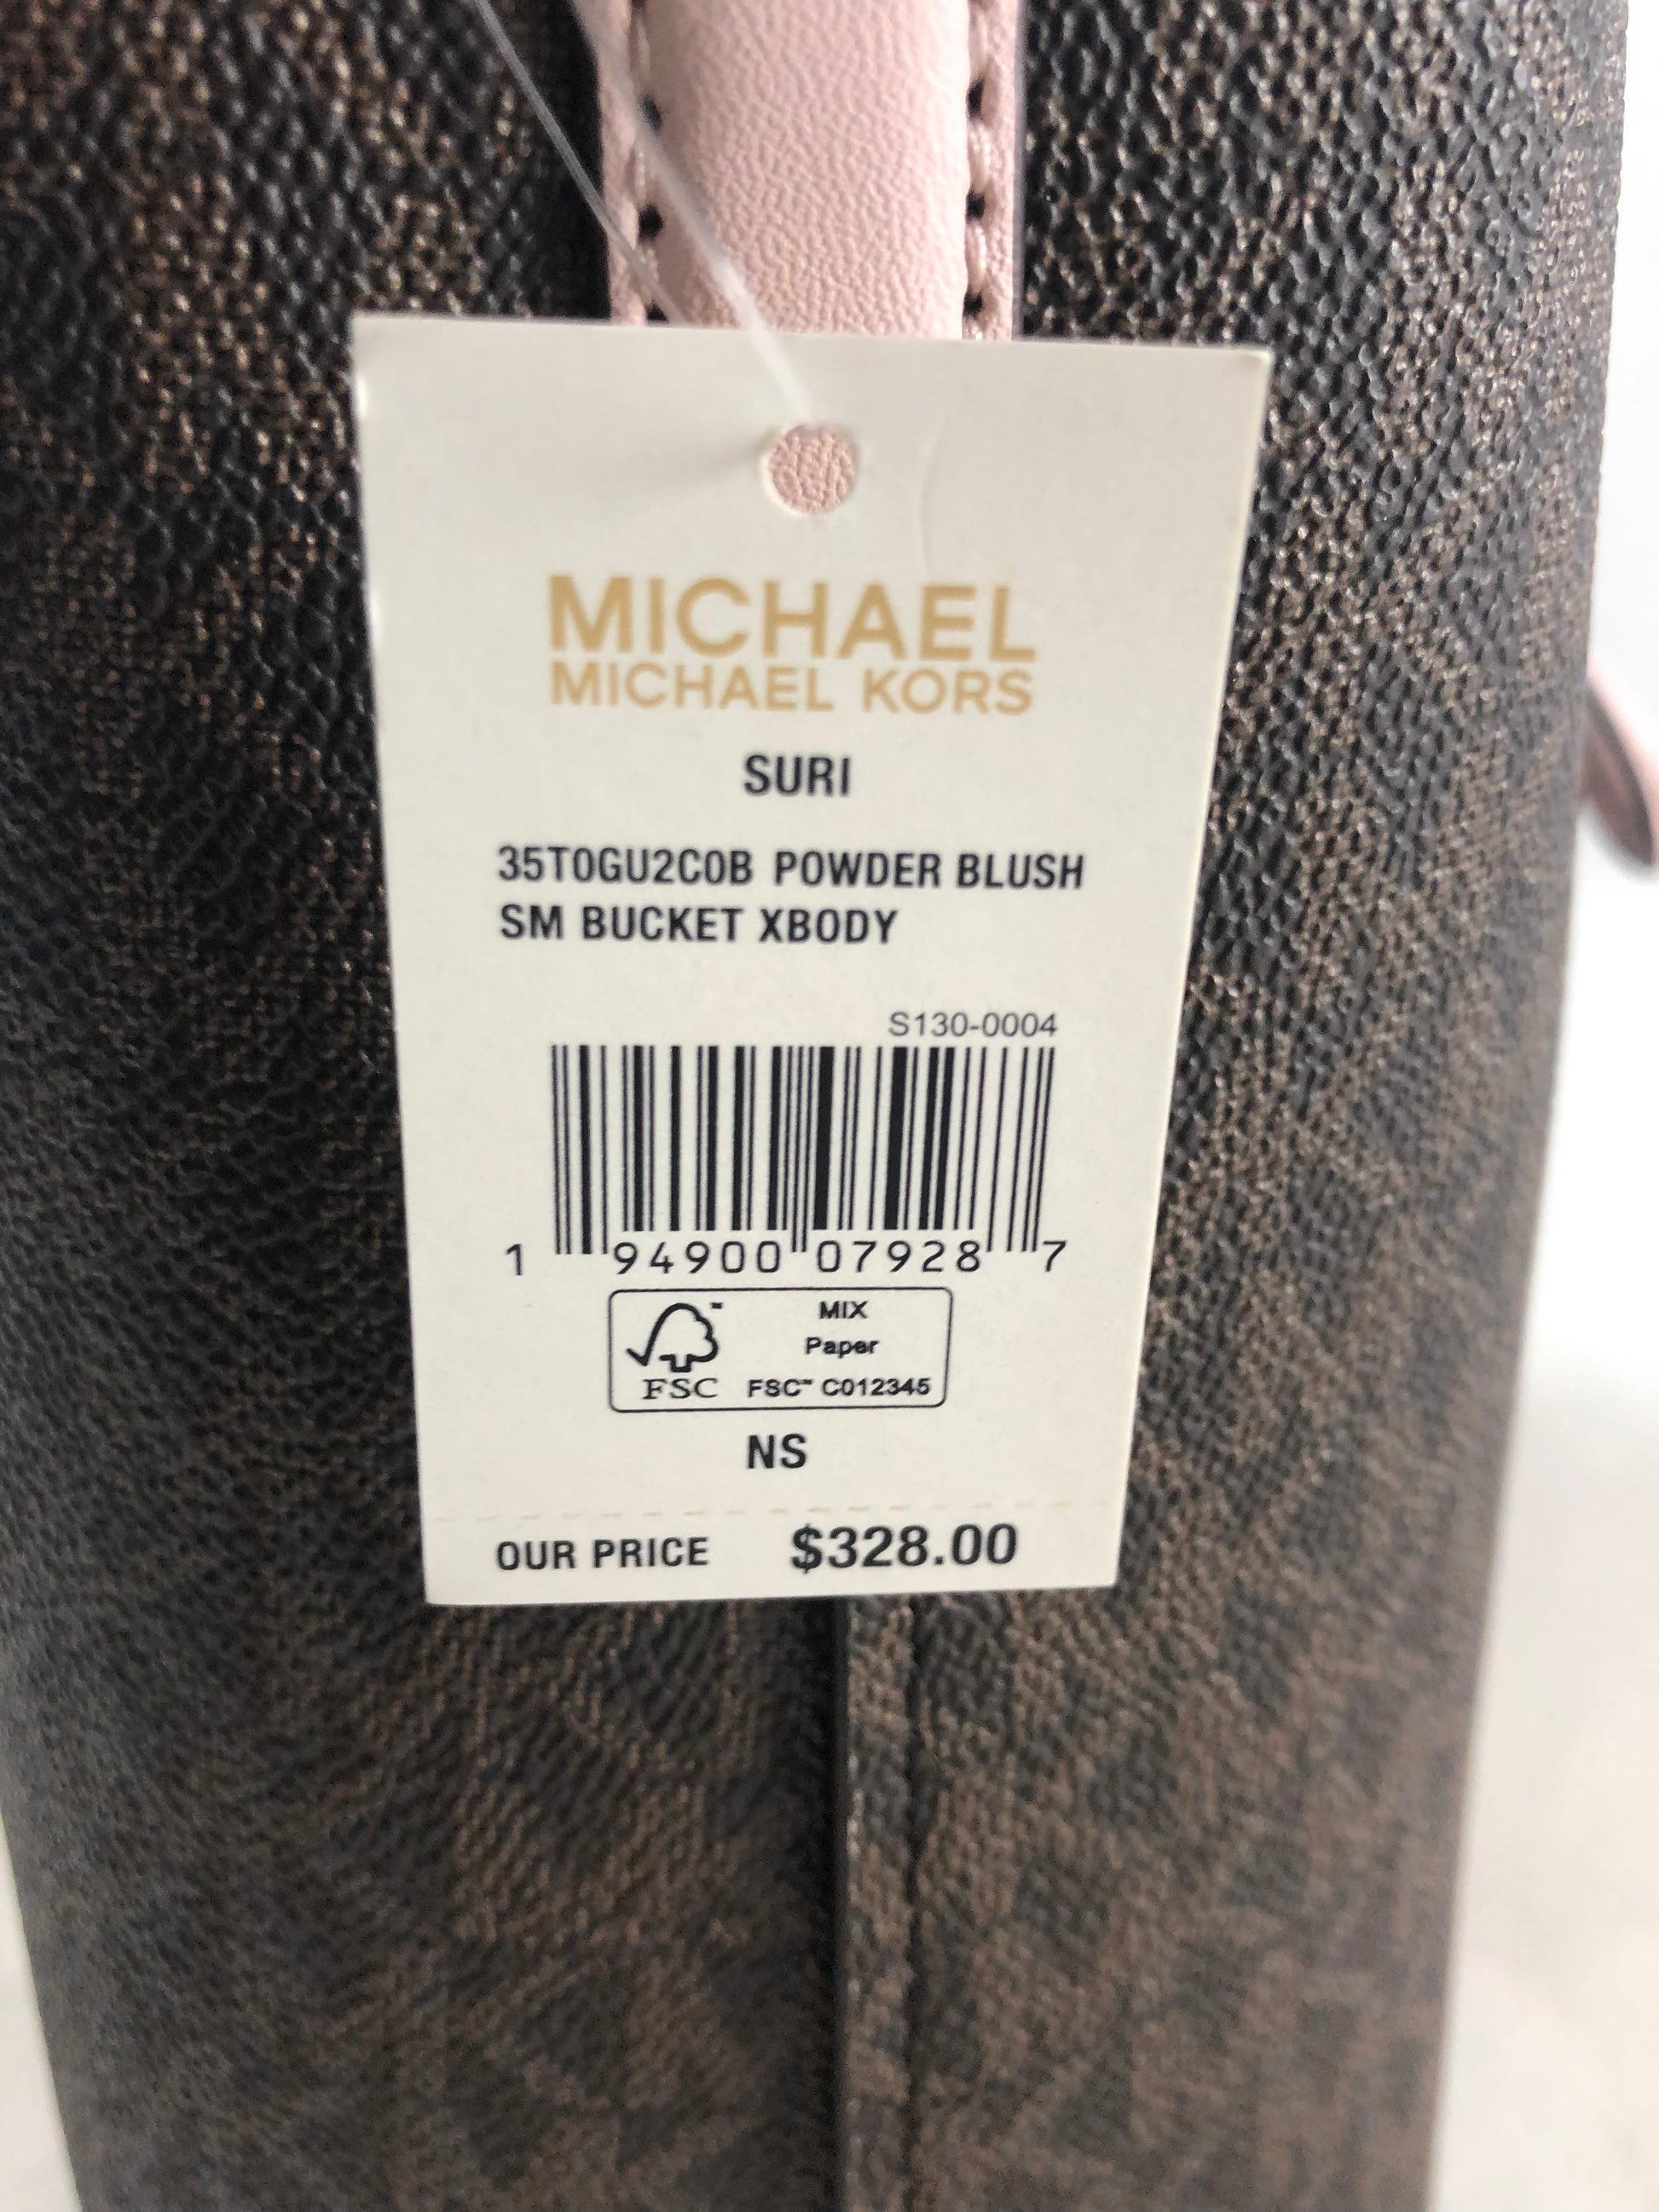 MICHAEL
MICHAEL KORS
SURI
35T0GU2C0B POWDER BLUSH
SM BUCKET XBODY
S130-0004
1 94900 07928 7
MIX
Paper
FSC™ C012345
FSC
NS
OUR PRICE $328.00